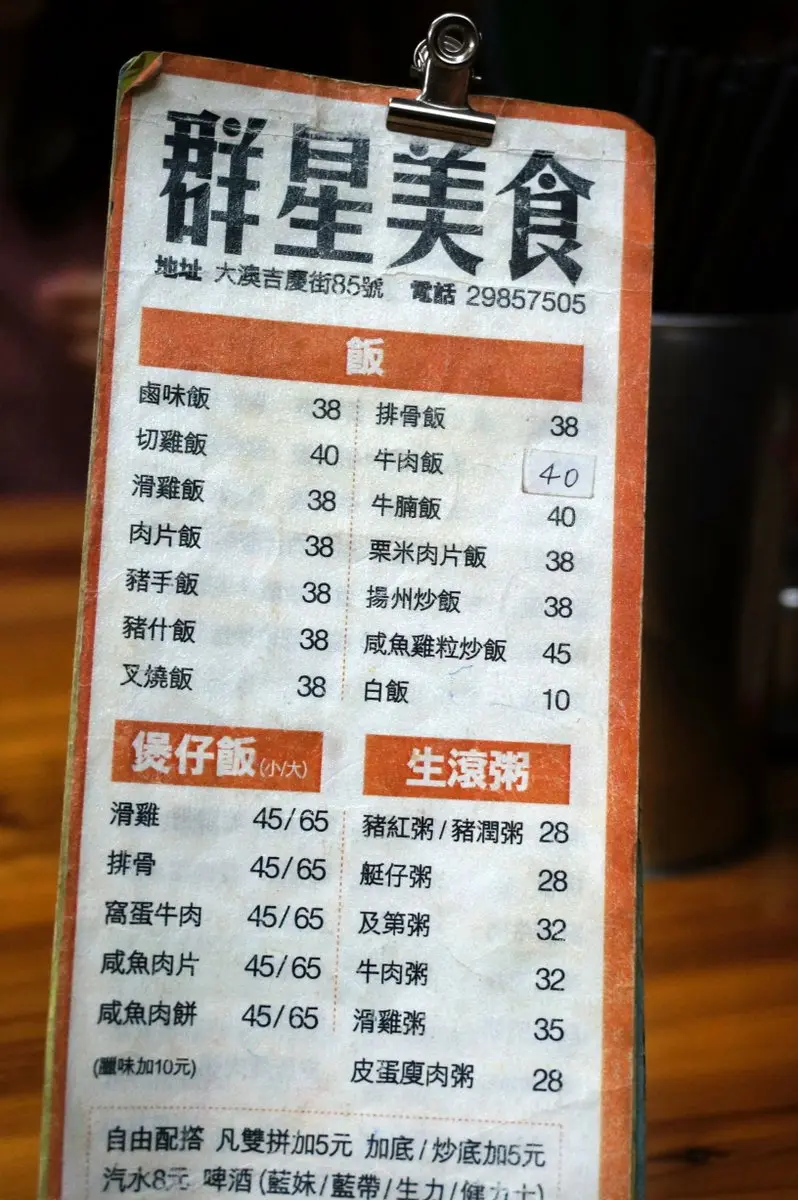 群星美食
地址 大澳吉慶街85號 電話 29857505
飯
鹵味飯 38
切雞飯 40
滑雞飯 38
肉片飯 38
豬手飯 38
豬什飯 38
叉燒飯 38
排骨飯 38
牛肉飯 40
牛腩飯 40
栗米肉片飯 38
揚州炒飯 38
咸魚雞粒炒飯 45
白飯 10
煲仔飯(小/大)
滑雞 45/65
排骨 45/65
窩蛋牛肉 45/65
咸魚肉片 45/65
咸魚肉餅 45/65
(臘味加10元)
生滾粥
豬紅粥/豬潤粥 28
艇仔粥 28
及第粥 32
牛肉粥 32
滑雞粥 35
皮蛋廋肉粥 28
自由配撘 凡雙拼加5元 加底/炒底加5元
汽水8元 啤酒(藍妹/藍帶/生力/健力士)